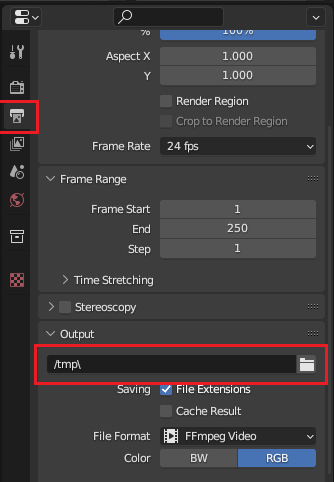 % 100%
Aspect X 1.000
Y 1.000
Render Region
Crop to Render Region
Frame Rate 24 fps
Frame Range
Frame Start 1
End 250
Step 1
Time Stretching
Stereoscopy
Output
/tmp\
Saving File Extensions
Cache Result
File Format FFmpeg Video
Color BW RGB